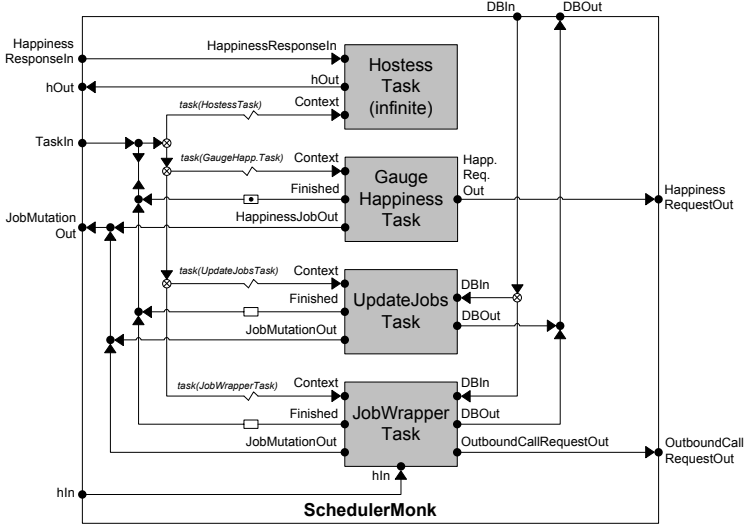 DBIn
DBOut
Happiness
ResponseIn
HappinessResponseIn
Hostess
Task
(infinite)
hOut
hOut
task(HostessTask)
Context
TaskIn
task(GaugeHapp.Task)
Context
Gauge
Happiness
Task
Happ.
Req.
Out
Finished
Happiness
RequestOut
HappinessJobOut
JobMutation
Out
task(UpdateJobsTask)
Context
UpdateJobs
Task
DBIn
Finished
DBOut
JobMutationOut
task(JobWrapperTask)
Context
JobWrapper
Task
DBIn
Finished
DBOut
JobMutationOut
OutboundCallRequestOut
OutboundCall
RequestOut
hIn
hIn
SchedulerMonk